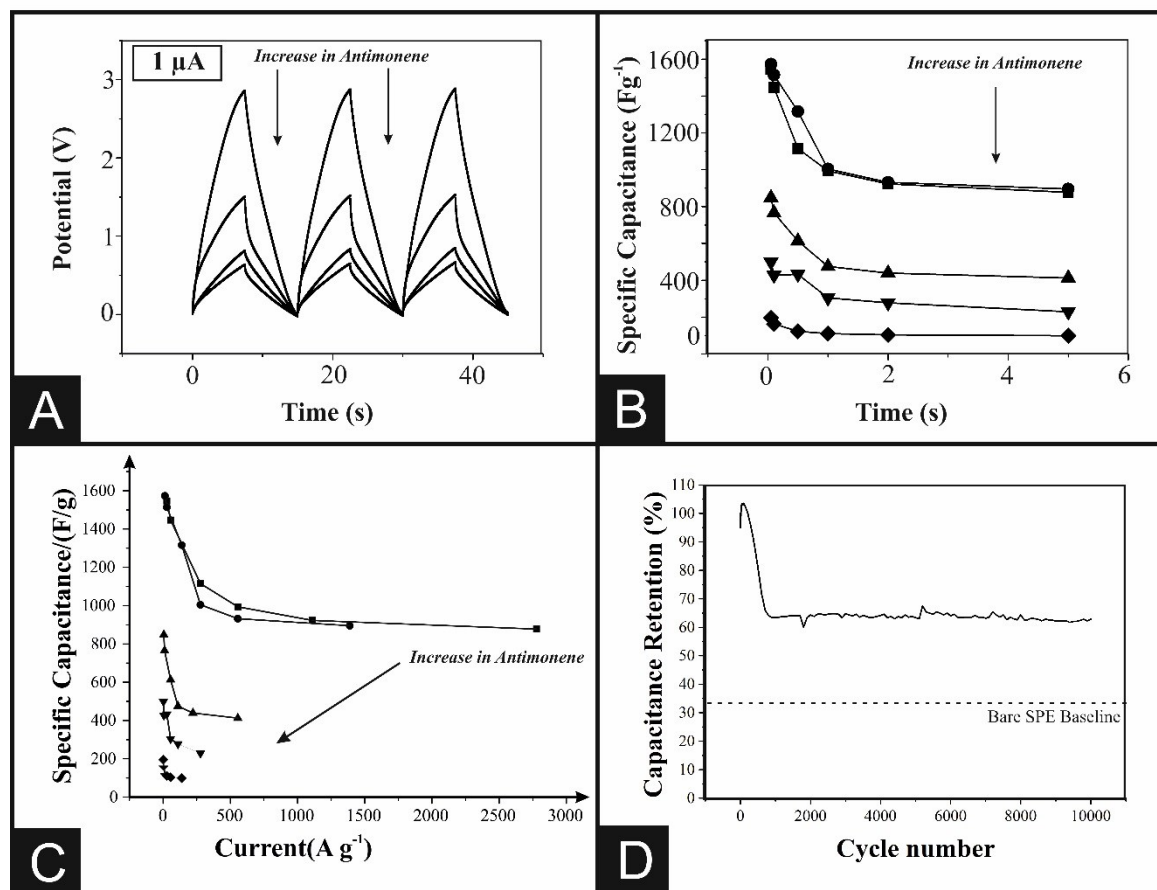 1 µA
Increase in Antimonene
Potential (V)
3
2
1
0
0 20 40
Time (s)
A
Specific Capacitance (Fg⁻¹)
1600
1200
800
400
0
Increase in Antimonene
0 2 4 6
Time (s)
B
Specific Capacitance/(F/g)
1600
1400
1200
1000
800
600
400
200
0
Increase in Antimonene
0 500 1000 1500 2000 2500 3000
Current(A g⁻¹)
C
Capacitance Retention (%)
110
100
90
80
70
60
50
40
30
20
10
0
Bare SPE Baseline
0 2000 4000 6000 8000 10000
Cycle number
D